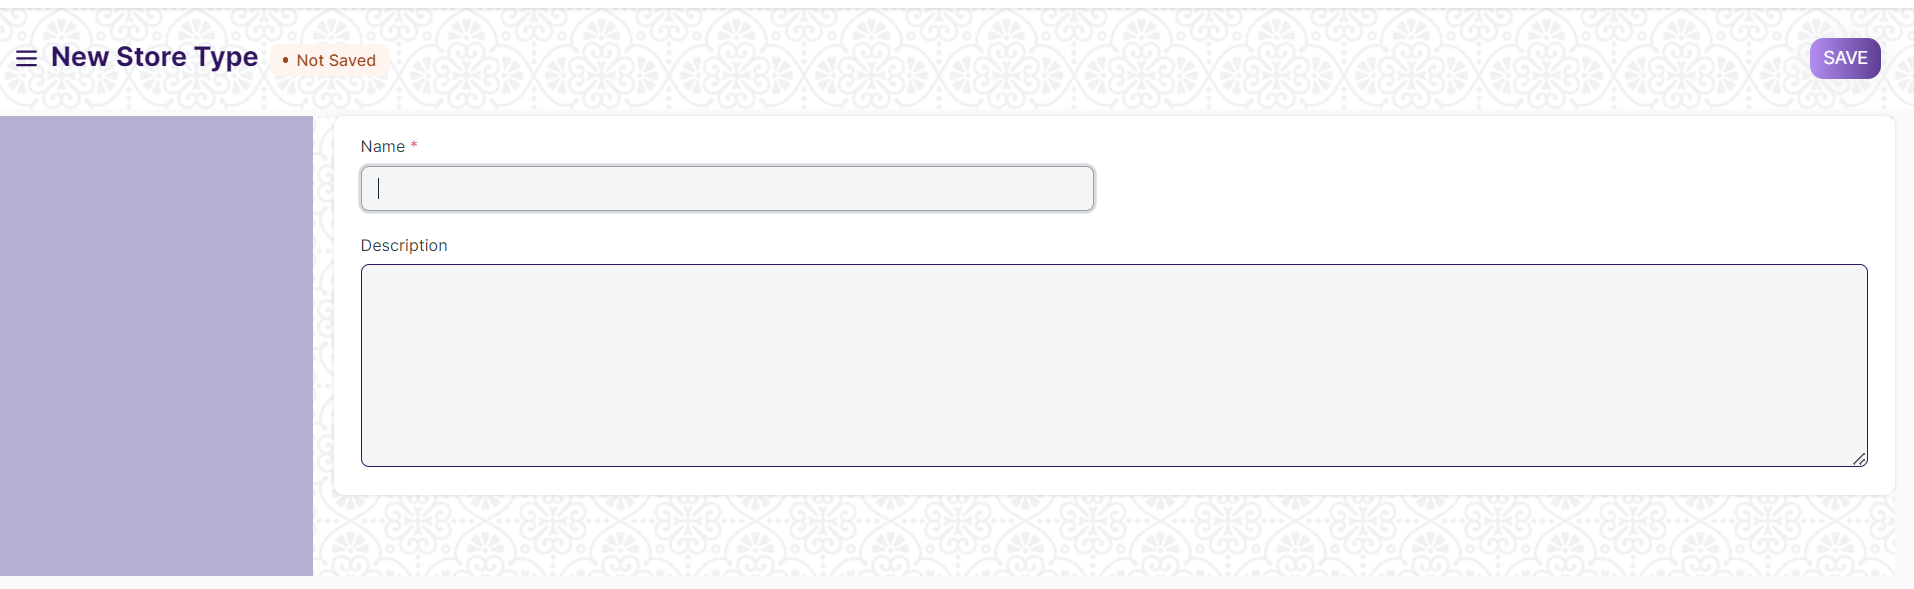 New Store Type
• Not Saved
SAVE
Name *
Description